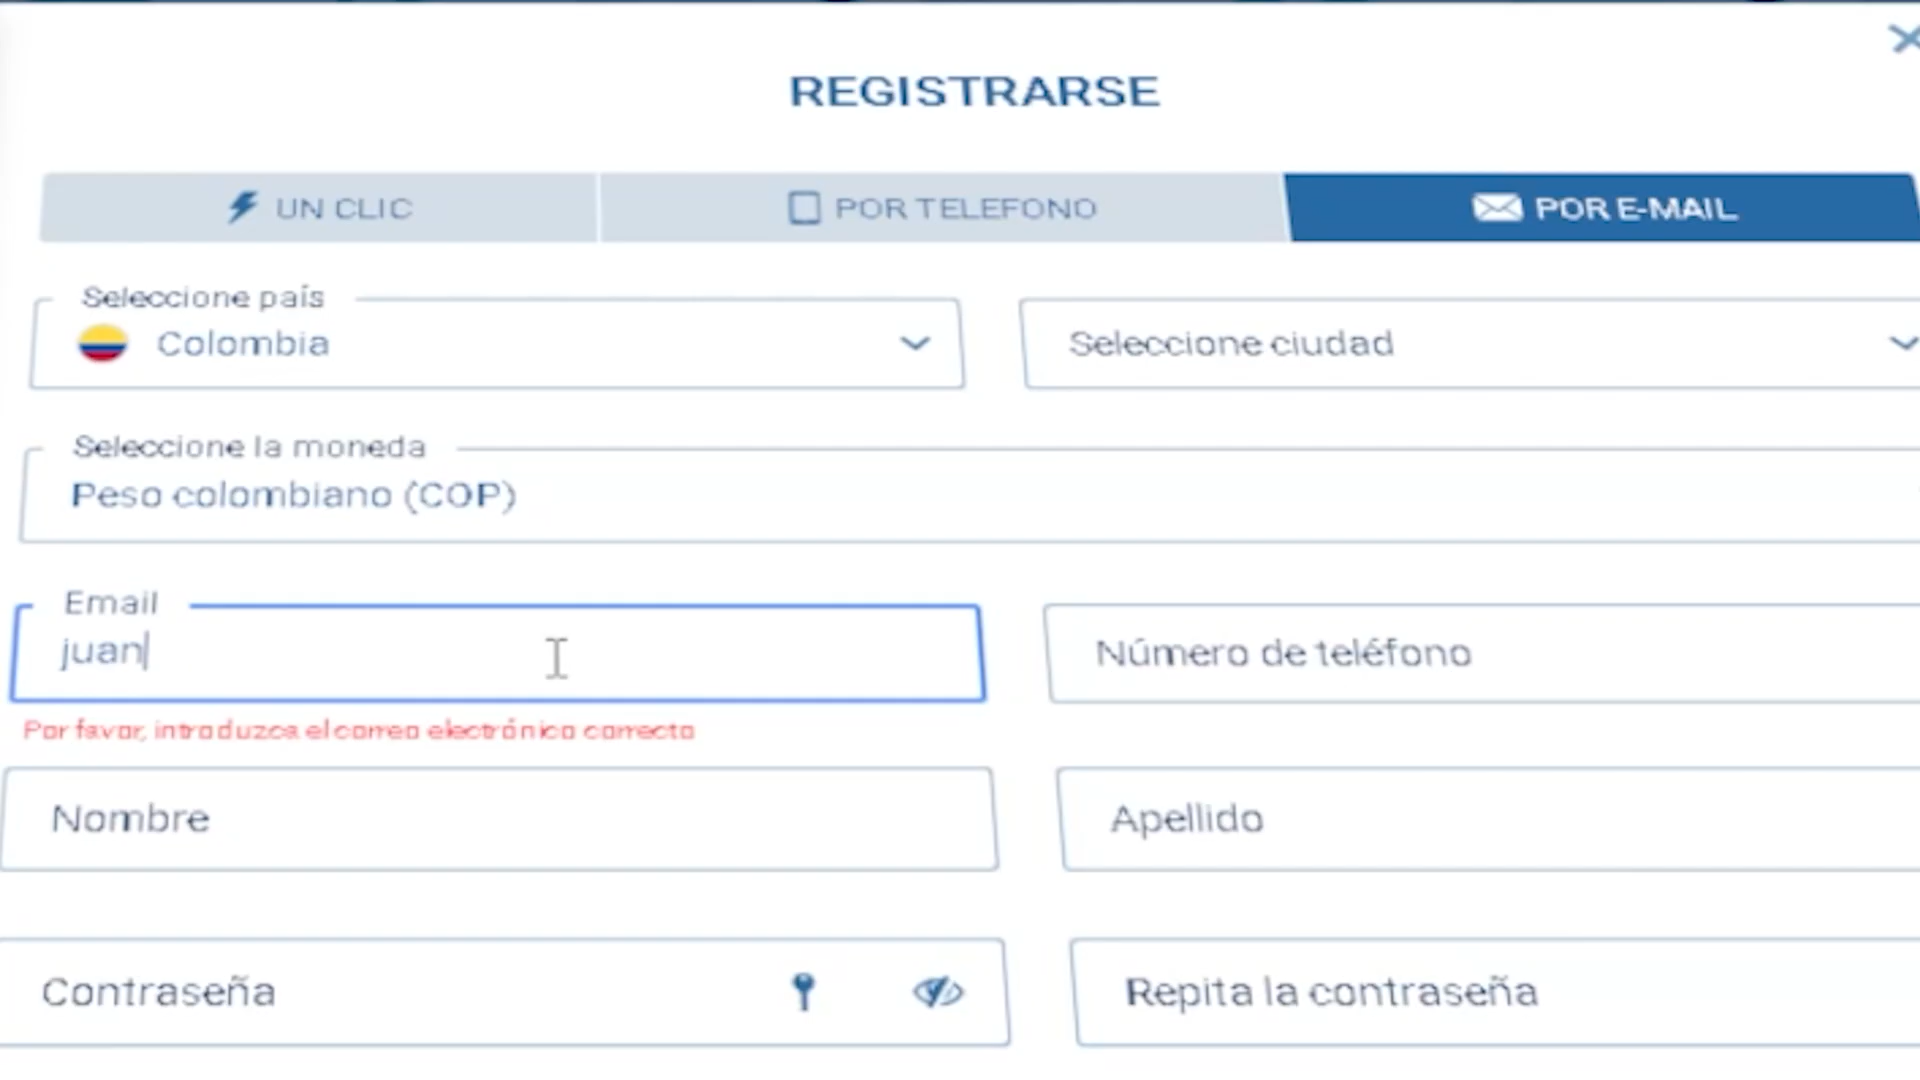 REGISTRARSE
UN CLIC
POR TELEFONO
POR E-MAIL
Seleccione país
Colombia
Seleccione ciudad
Seleccione la moneda
Peso colombiano (COP)
Email
juan
Número de teléfono
Por favor, introduzca el correo electrónico correcto
Nombre
Apellido
Contraseña
Repita la contraseña